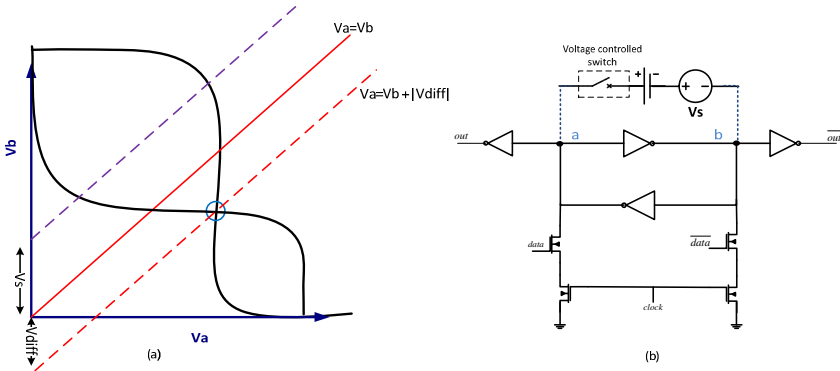 Va=Vb
Va=Vb+|Vdiff|
Vb
Vs
Vdiff
Va
(a)
Voltage controlled
switch
+ -
+ -
Vs
out
a
b
out
data
data
clock
(b)